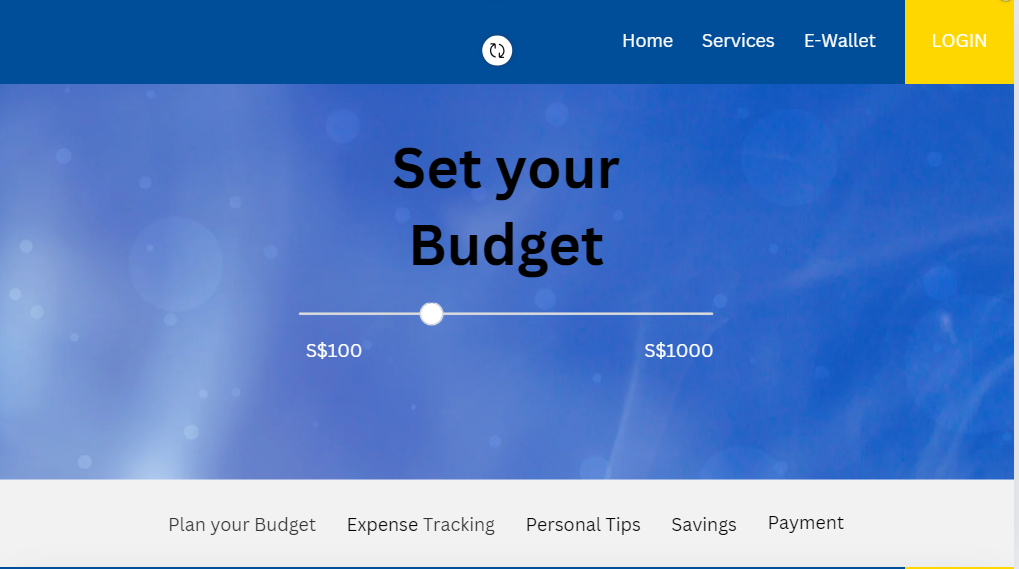 Home Services E-Wallet LOGIN
Set your
Budget
S$100 S$1000
Plan your Budget Expense Tracking Personal Tips Savings Payment